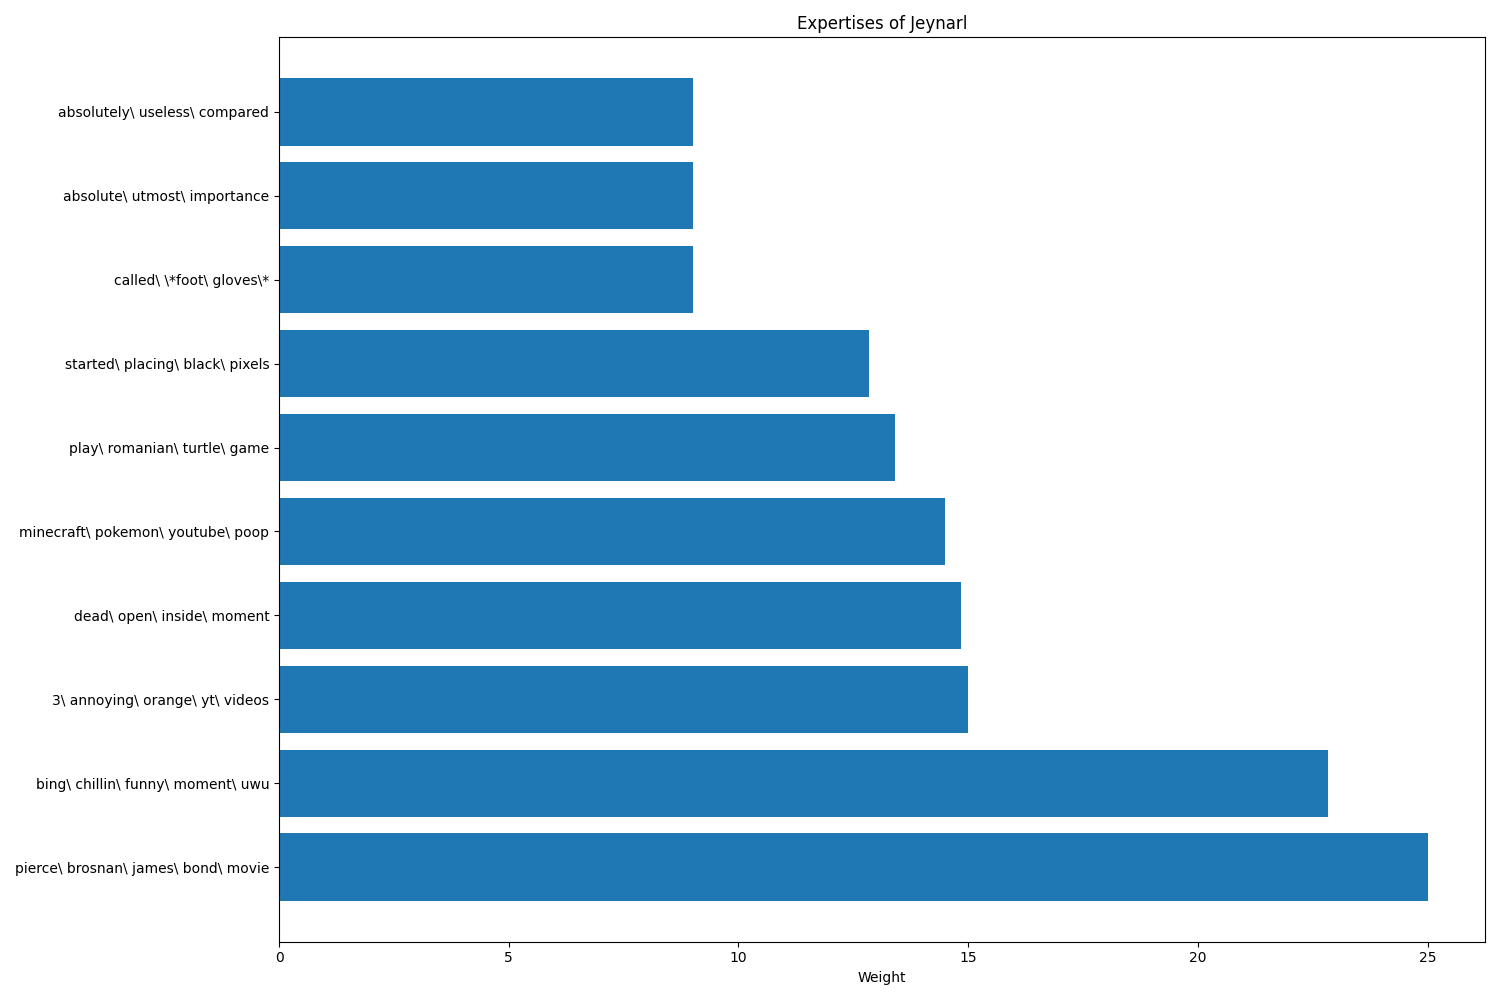 Expertises of Jeynarl
absolutely\ useless\ compared
absolute\ utmost\ importance
called\ \*foot\ gloves\*
started\ placing\ black\ pixels
play\ romanian\ turtle\ game
minecraft\ pokemon\ youtube\ poop
dead\ open\ inside\ moment
3\ annoying\ orange\ yt\ videos
bing\ chillin\ funny\ moment\ uwu
pierce\ brosnan\ james\ bond\ movie
0 5 10 15 20 25
Weight